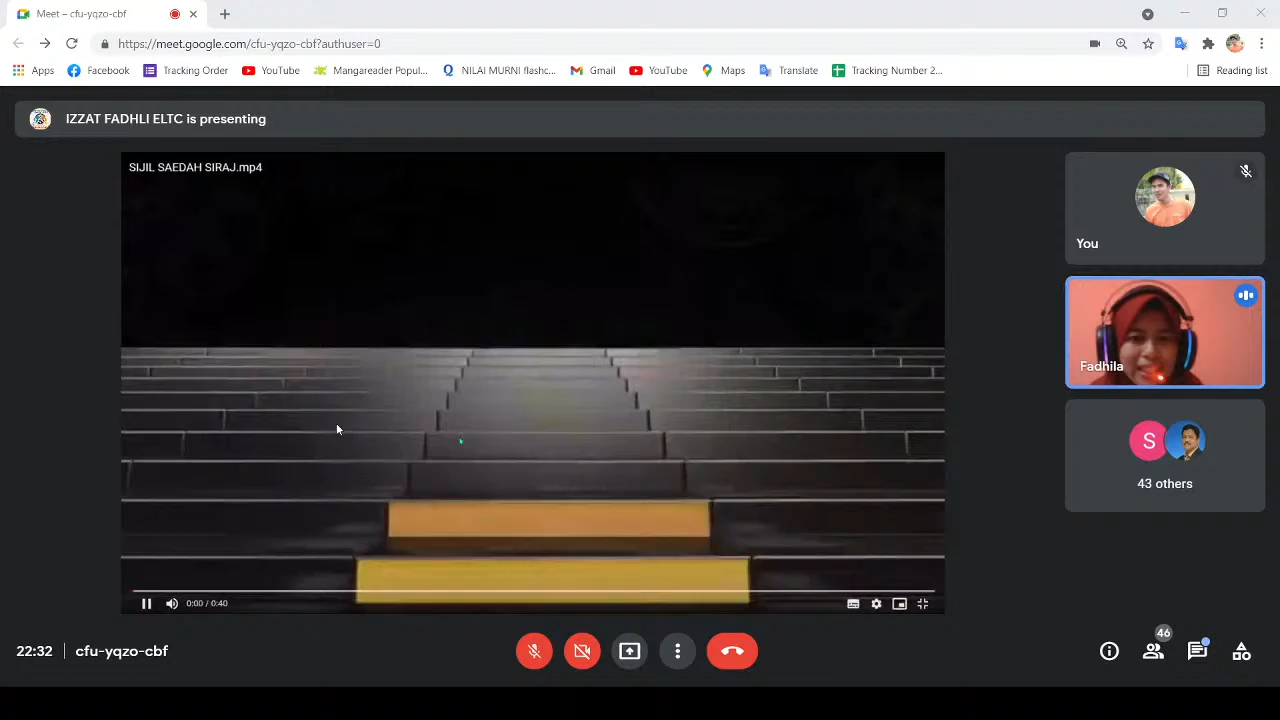 Meet – cfu-yqzo-cbf
https://meet.google.com/cfu-yqzo-cbf?authuser=0
Apps Facebook Tracking Order YouTube Mangamander Popul... NILAI MURNI flashc... Gmail YouTube Maps Translate Tracking Number 2... Reading list
IZZAT FADHLI ELTC is presenting
SIJIL SAEDAH SIRAJ.mp4
You
Fadhila
S
43 others
0:00 / 0:40
46
22:32 | cfu-yqzo-cbf